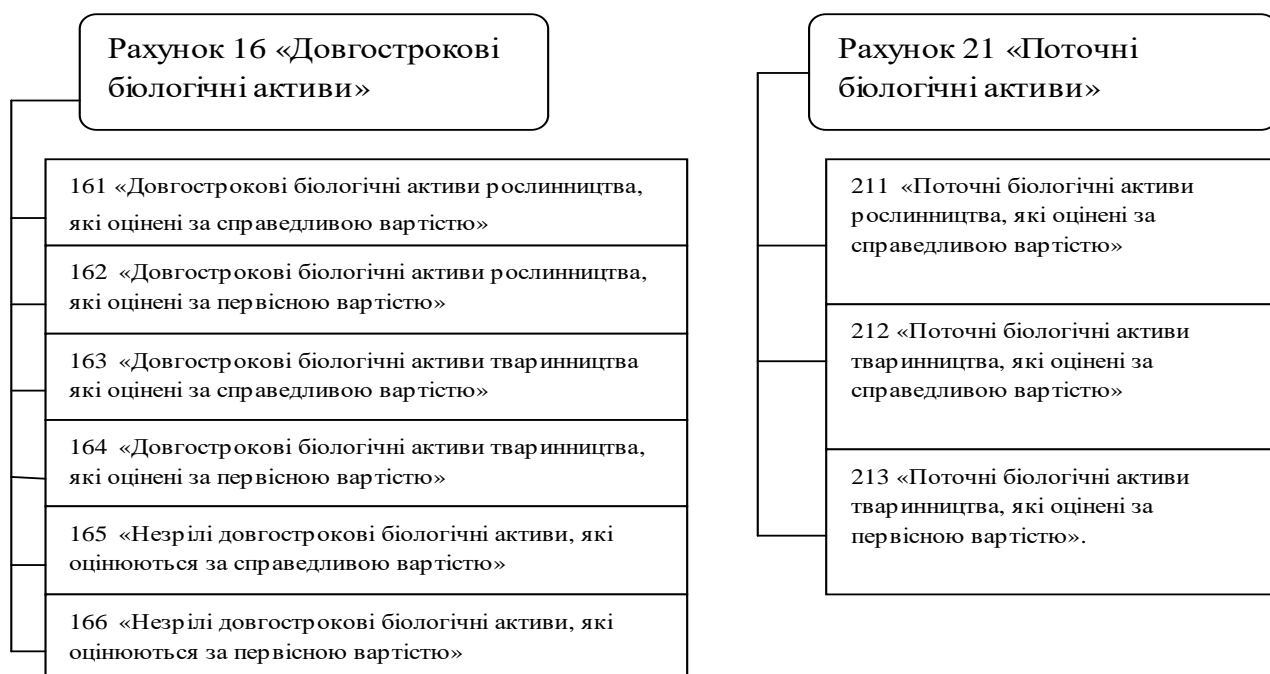 Рахунок 16 «Довгострокові
біологічні активи»
161 «Довгострокові біологічні активи рослинництва,
які оцінені за справедливою вартістю»
162 «Довгострокові біологічні активи рослинництва,
які оцінені за первісною вартістю»
163 «Довгострокові біологічні активи тваринництва
які оцінені за справедливою вартістю»
164 «Довгострокові біологічні активи тваринництва,
які оцінені за первісною вартістю»
165 «Незрілі довгострокові біологічні активи, які
оцінюються за справедливою вартістю»
166 «Незрілі довгострокові біологічні активи, які
оцінюються за первісною вартістю»
Рахунок 21 «Поточні
біологічні активи»
211 «Поточні біологічні активи
рослинництва, які оцінені за
справедливою вартістю»
212 «Поточні біологічні активи
тваринництва, які оцінені за
справедливою вартістю»
213 «Поточні біологічні активи
тваринництва, які оцінені за
первісною вартістю».